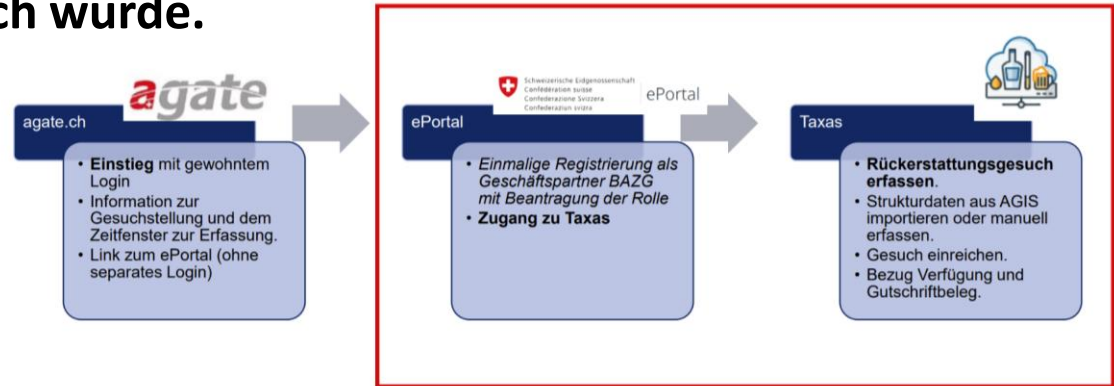 ch wurde.
agate
agate.ch
• Einstieg mit gewohntem
Login
• Information zur
Gesuchstellung und dem
Zeitfenster zur Erfassung.
• Link zum ePortal (ohne
separates Login)
Schweizerische Eidgenossenschaft
Confédération suisse
Confederazione Svizzera
Confederaziun svizra
ePortal
ePortal
• Einmalige Registrierung als
Geschäftspartner BAZG
mit Beantragung der Rolle
• Zugang zu Taxas
Taxas
• Rückerstattungsgesuch
erfassen.
• Strukturdaten aus AGIS
importieren oder manuell
erfassen.
• Gesuch einreichen.
• Bezug Verfügung und
Gutschriftbeleg.